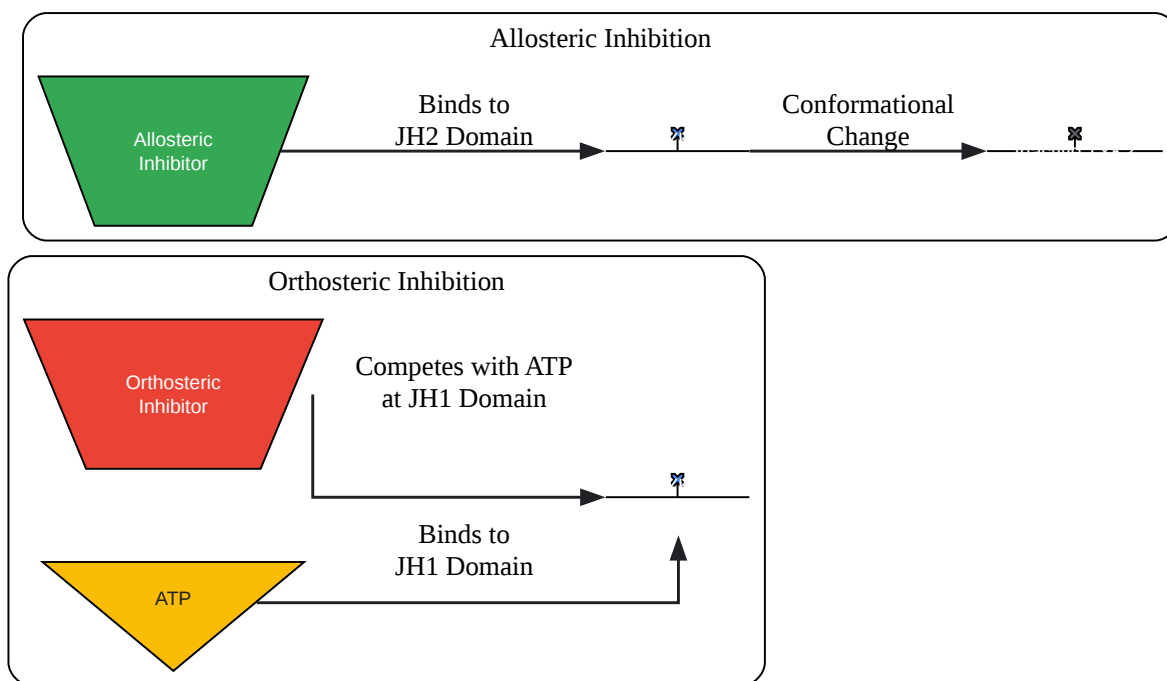 Allosteric Inhibition
Allosteric
Inhibitor
Binds to
JH2 Domain
Conformational
Change
Orthosteric Inhibition
Orthosteric
Inhibitor
Competes with ATP
at JH1 Domain
Binds to
JH1 Domain
ATP